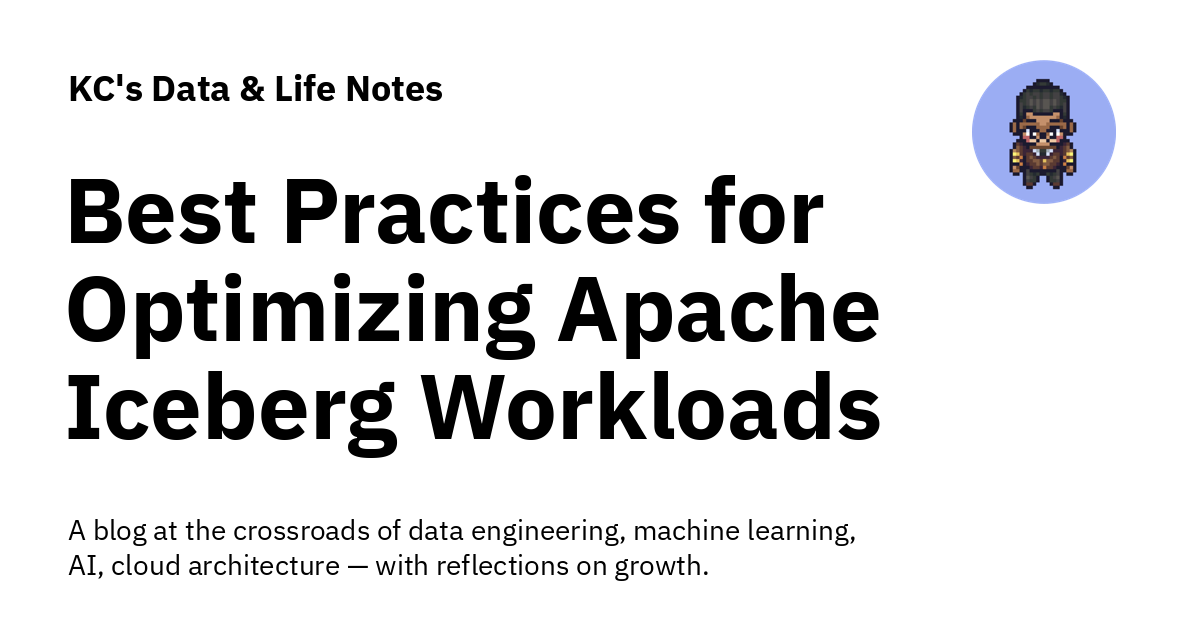 KC's Data & Life Notes
Best Practices for
Optimizing Apache
Iceberg Workloads
A blog at the crossroads of data engineering, machine learning,
AI, cloud architecture — with reflections on growth.